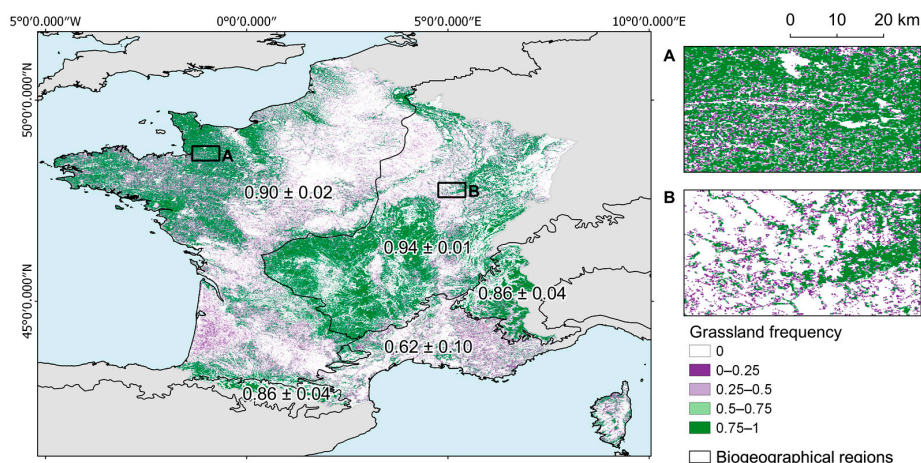 5°0'0.000"W 0°0'0.000" 5°0'0.000"E 10°0'0.000"E
0 10 20 km
50°0'0.000"N
45°0'0.000"N
A
A
B
B
0.90 ± 0.02
0.94 ± 0.01
0.86 ± 0.04
0.62 ± 0.10
0.86 ± 0.04
Grassland frequency
0
0–0.25
0.25–0.5
0.5–0.75
0.75–1
Biogeographical regions